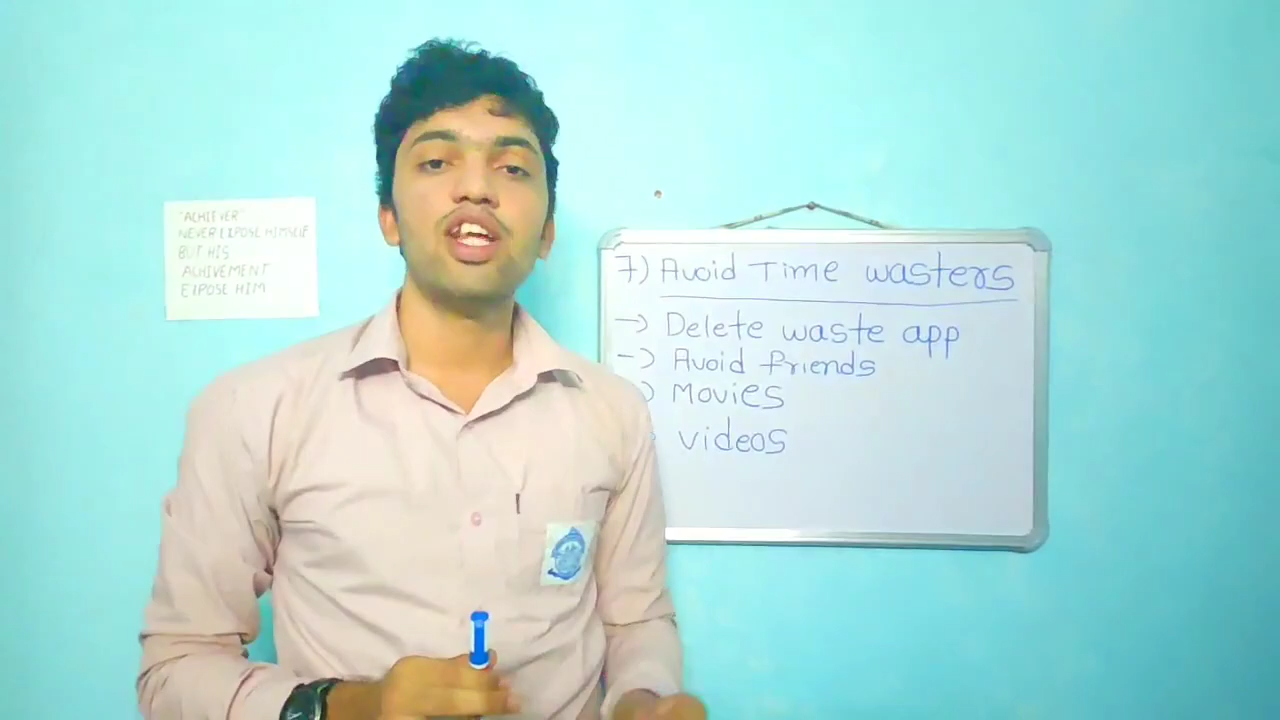 "ACHIEVER"
NEVER EXPOSE HIMSELF
BUT HIS
ACHIVEMENT
EXPOSE HIM
7) Avoid Time wasters
→ Delete waste app
→ Avoid friends
Movies
videos